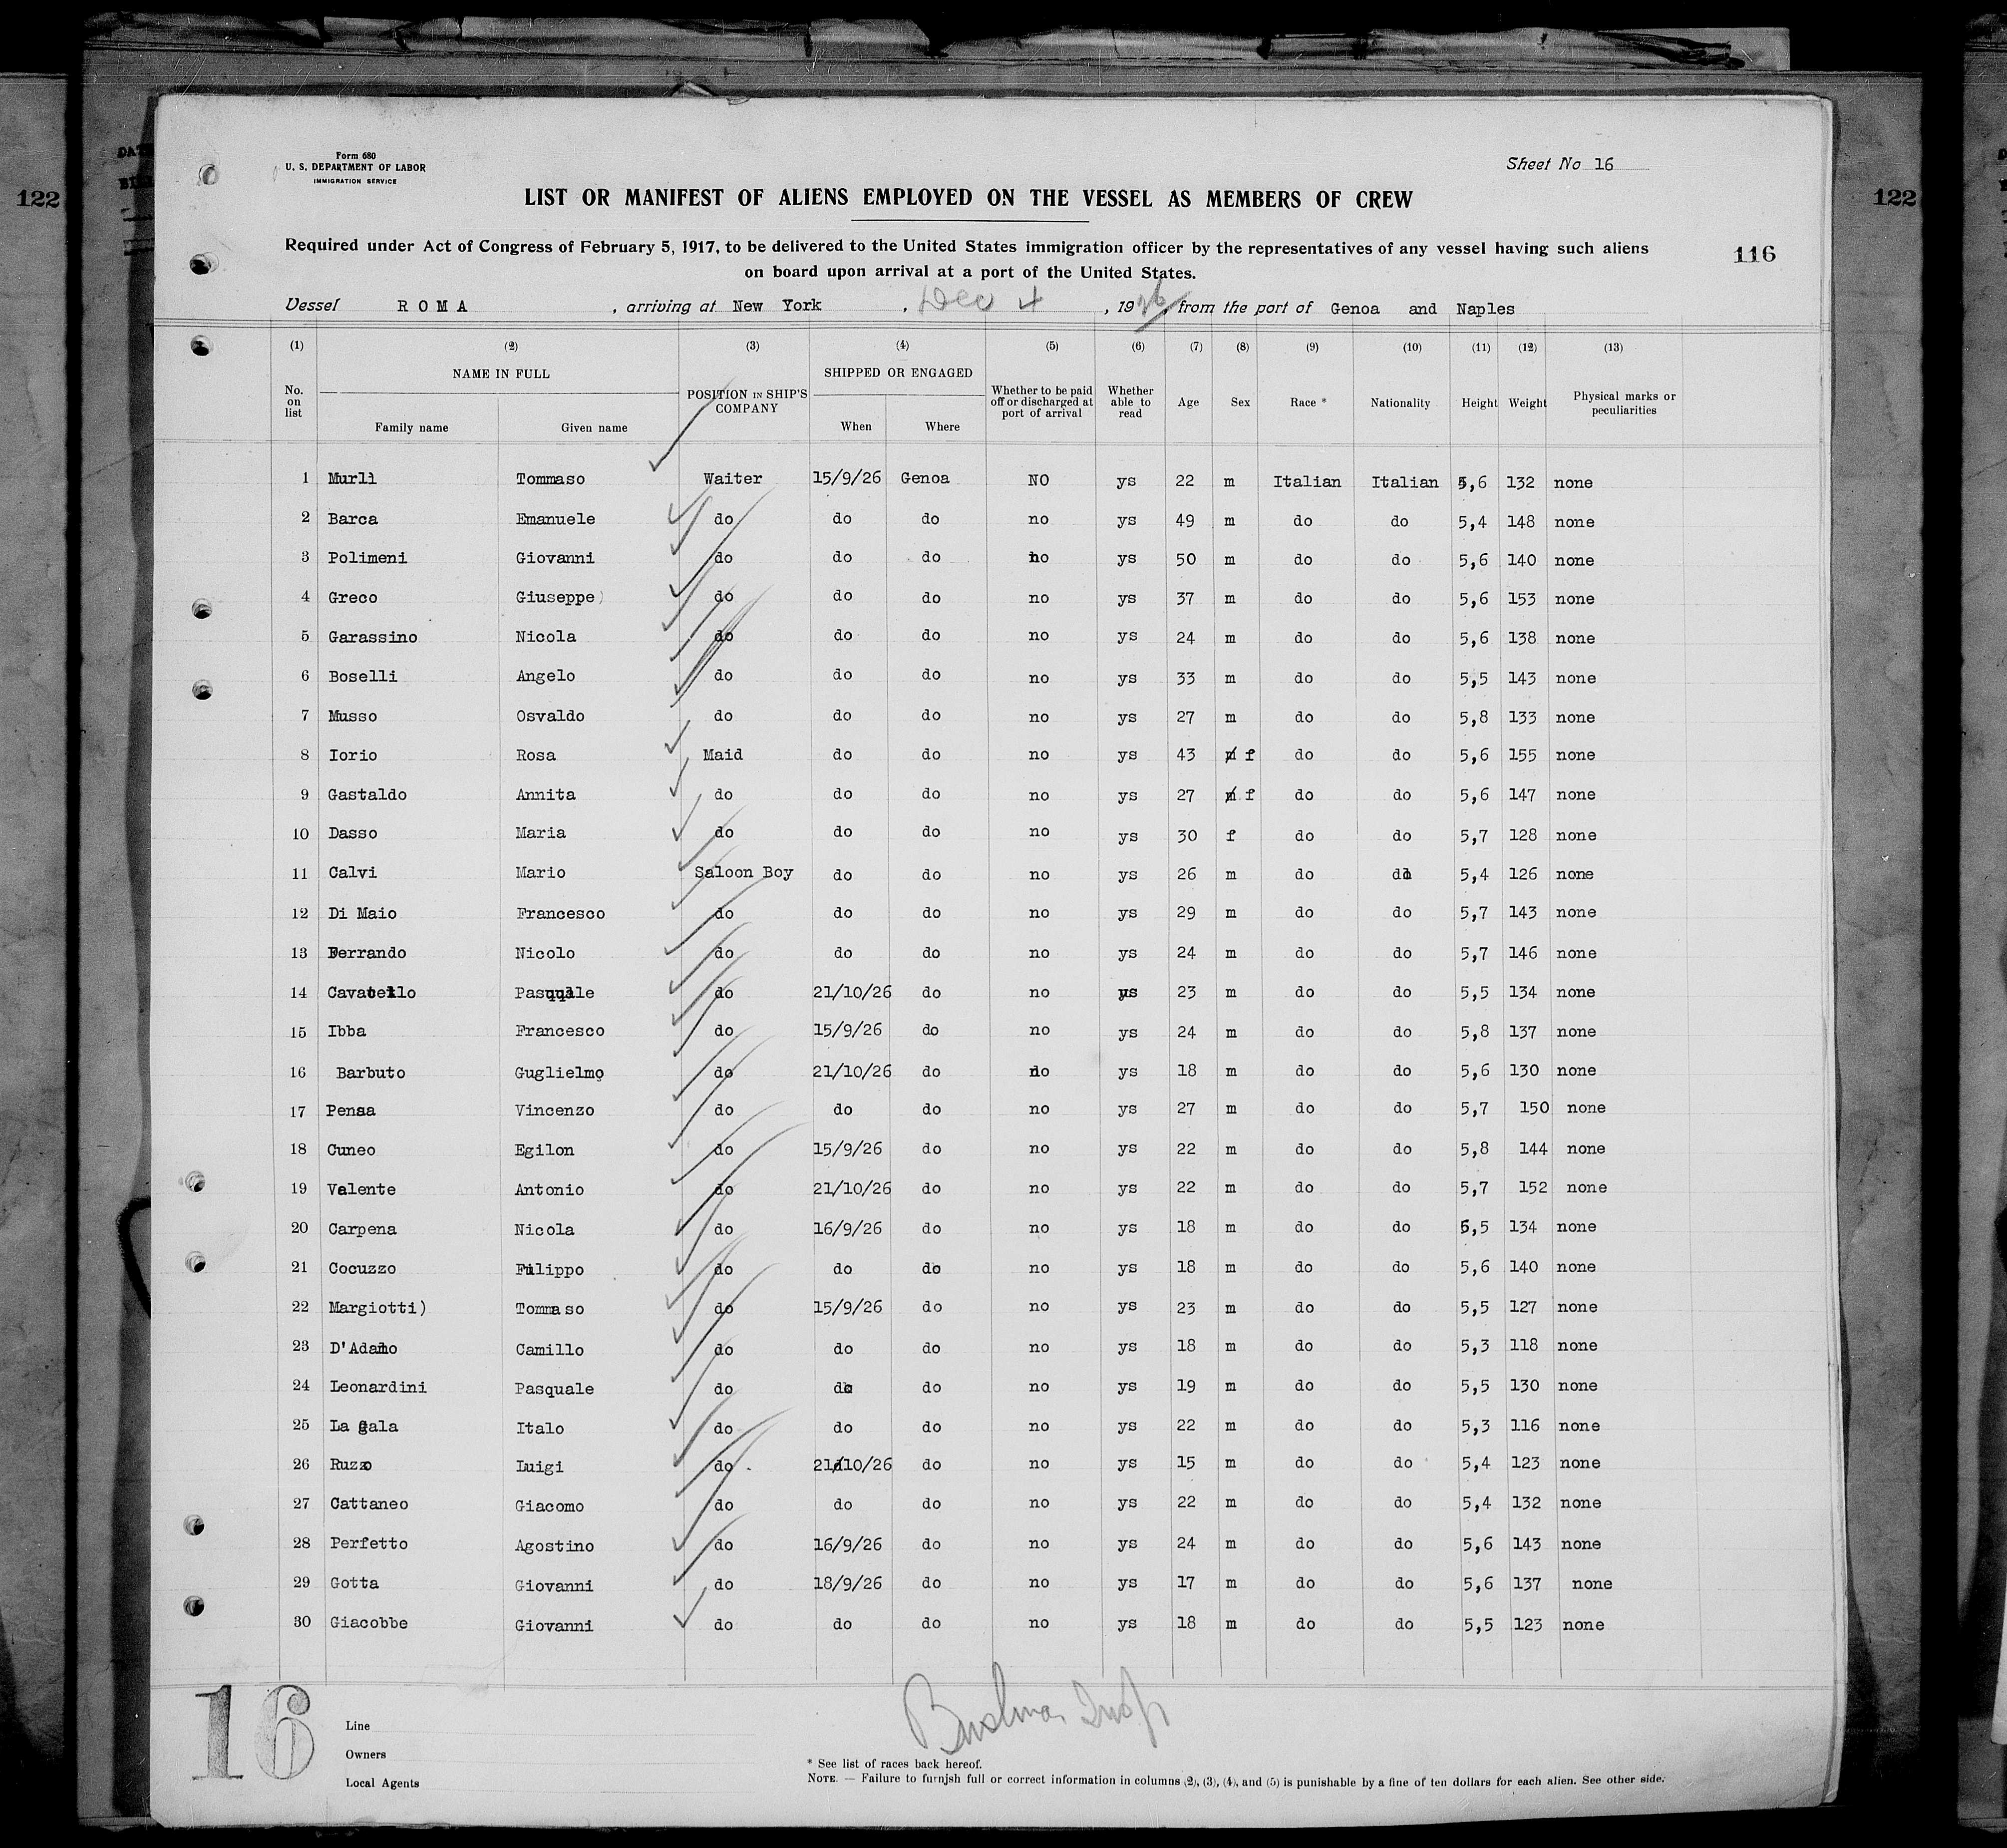 Form 680
U. S. DEPARTMENT OF LABOR
IMMIGRATION SERVICE
Sheet No 16
LIST OR MANIFEST OF ALIENS EMPLOYED ON THE VESSEL AS MEMBERS OF CREW
Required under Act of Congress of February 5, 1917, to be delivered to the United States immigration officer by the representatives of any vessel having such aliens
on board upon arrival at a port of the United States.
116
122
122
Vessel ROMA , arriving at New York , Dec 4 , 1926, from the port of Genoa and Naples
(1) (2) (3) (4) (5) (6) (7) (8) (9) (10) (11) (12) (13)
No. on list NAME IN FULL Family name Given name POSITION IN SHIP'S COMPANY SHIPPED OR ENGAGED When Where Whether to be paid off or discharged at port of arrival Whether able to read Age Sex Race * Nationality Height Weight Physical marks or peculiarities
1 Murli Tommaso Waiter 15/9/26 Genoa NO ys 22 m Italian Italian 5,6 132 none
2 Barca Emanuele do do do no ys 49 m do do 5,4 148 none
3 Polimeni Giovanni do do do no ys 50 m do do 5,6 140 none
4 Greco Giuseppe) do do do no ys 37 m do do 5,6 153 none
5 Garassino Nicola do do do no ys 24 m do do 5,6 138 none
6 Boselli Angelo do do do no ys 33 m do do 5,5 143 none
7 Musso Osvaldo do do do no ys 27 m do do 5,8 133 none
8 Iorio Rosa Maid do do no ys 43 m f do do 5,6 155 none
9 Gastaldo Annita do do do no ys 27 m f do do 5,6 147 none
10 Dasso Maria do do do no ys 30 f do do 5,7 128 none
11 Calvi Mario Saloon Boy do do no ys 26 m do do 5,4 126 none
12 Di Maio Francesco do do do no ys 29 m do do 5,7 143 none
13 Ferrando Nicolo do do do no ys 24 m do do 5,7 146 none
14 Pasquale do 21/10/26 do no ys 23 m do do 5,5 134 none
15 Ibba Francesco do 15/9/26 do no ys 24 m do do 5,8 137 none
16 Barbuto Guglielmo do 21/10/26 do no ys 18 m do do 5,6 130 none
17 Vincenzo do do do no ys 27 m do do 5,7 150 none
18 Cuneo Egilon do 15/9/26 do no ys 22 m do do 5,8 144 none
19 Valente Antonio do 21/10/26 do no ys 22 m do do 5,7 152 none
20 Carpena Nicola do 16/9/26 do no ys 18 m do do 5,5 134 none
21 Cocuzzo Filippo do do do no ys 18 m do do 5,6 140 none
22 Margiotti) Tommaso do 15/9/26 do no ys 23 m do do 5,5 127 none
23 D'Adamo Camillo do do do no ys 18 m do do 5,3 118 none
24 Leonardini Pasquale do do do no ys 19 m do do 5,5 130 none
25 La Gala Italo do do do no ys 22 m do do 5,3 116 none
26 Ruzzo Luigi do 21/10/26 do no ys 15 m do do 5,4 123 none
27 Cattaneo Giacomo do do do no ys 22 m do do 5,4 132 none
28 Perfetto Agostino do 16/9/26 do no ys 24 m do do 5,6 143 none
29 Gotta Giovanni do 18/9/26 do no ys 17 m do do 5,6 137 none
30 Giacobbe Giovanni do do do no ys 18 m do do 5,5 123 none
16
Line
Owners
Local Agents
* See list of races back hereof.
NOTE. — Failure to furnjsh full or correct information in columns (2), (3), (4), and (5) is punishable by a fine of ten dollars for each alien. See other side.